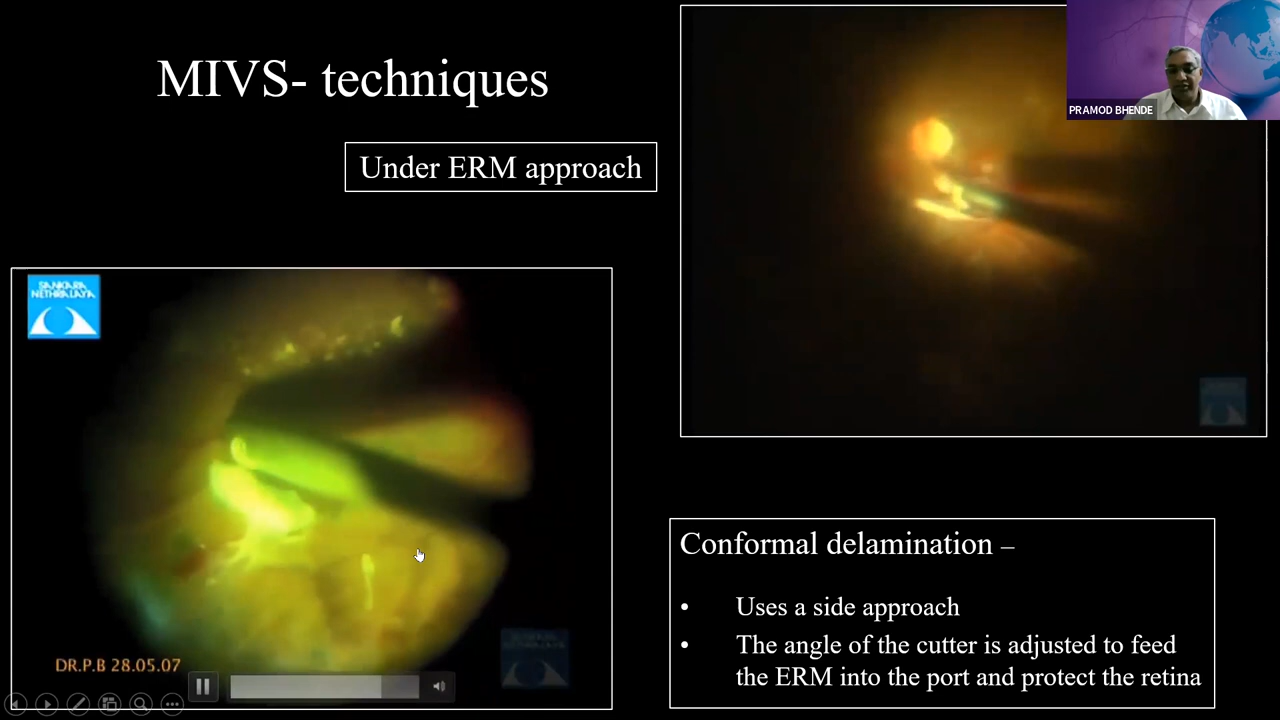 MIVS- techniques
PRAMOD BHENDE
Under ERM approach
SANKARA
NETHRALAYA
DR.P.B 28.05.07
Conformal delamination –
• Uses a side approach
• The angle of the cutter is adjusted to feed
the ERM into the port and protect the retina